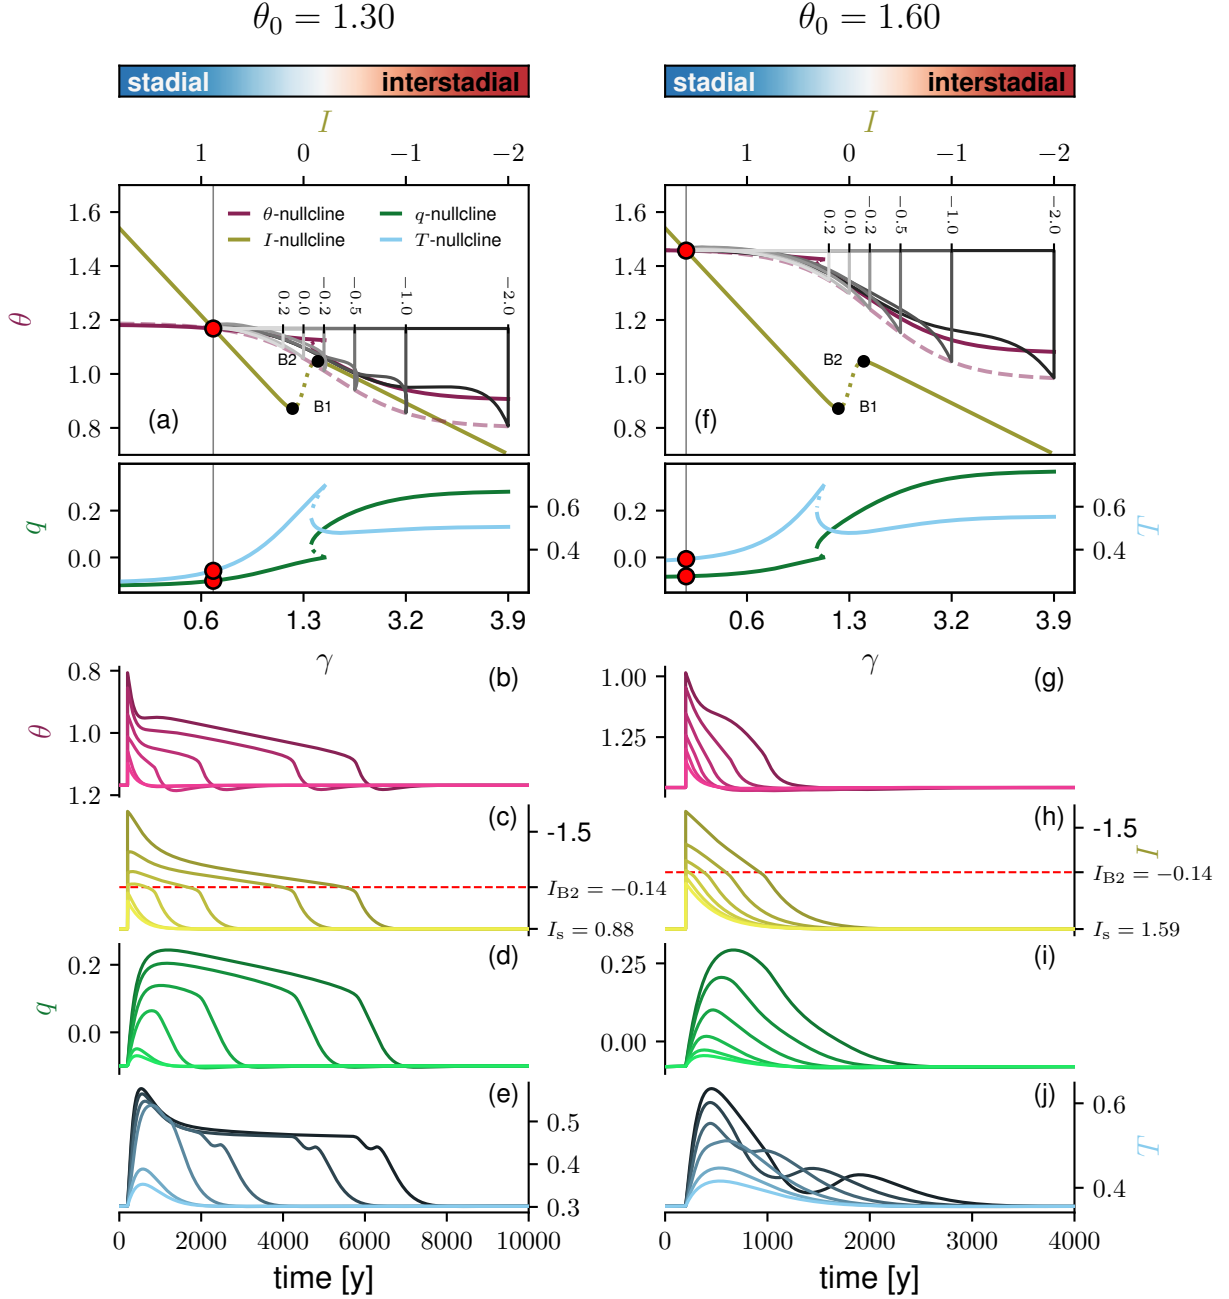 θ₀ = 1.30
θ₀ = 1.60
stadial interstadial
stadial interstadial
I
I
1 0 −1 −2
1 0 −1 −2
θ
1.6
1.4
1.2
1.0
0.8
θ-nullcline
I-nullcline
q-nullcline
T-nullcline
0.2
0.0
−0.2
−0.5
−1.0
−2.0
B2
B1
(a)
1.6
1.4
1.2
1.0
0.8
0.2
0.0
−0.2
−0.5
−1.0
−2.0
B2
B1
(f)
q
0.2
0.0
0.6
0.4
0.6 1.3 3.2 3.9
γ
0.2
0.0
0.6
0.4
T
0.6 1.3 3.2 3.9
γ
θ
0.8
1.0
1.2
(b)
1.00
1.25
(g)
(c)
-1.5
I_B2 = −0.14
I_s = 0.88
(h)
-1.5
I
I_B2 = −0.14
I_s = 1.59
q
0.2
0.0
(d)
0.25
0.00
(i)
(e)
0.5
0.4
0.3
(j)
0.6
0.4
T
0 2000 4000 6000 8000 10000
time [y]
0 1000 2000 3000 4000
time [y]